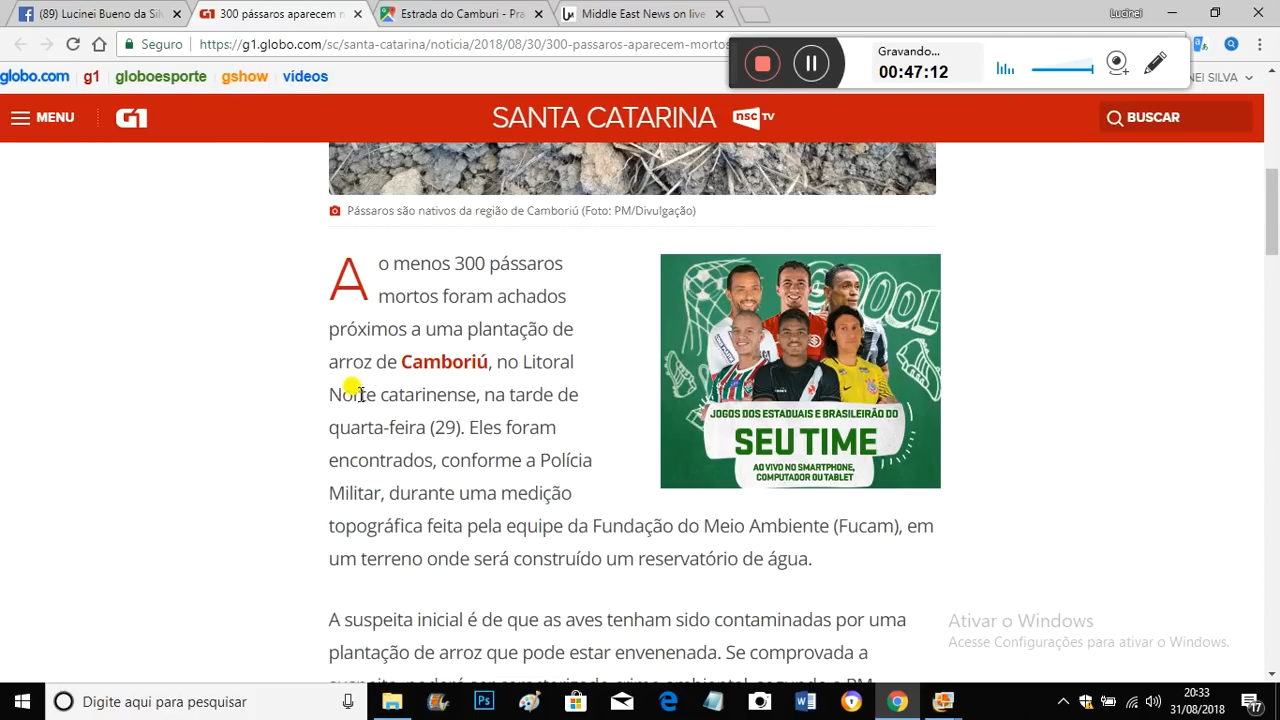 Lucinei Bueno da Silva
300 pássaros aparecem n
Estrada do Camboriú - Pra
Middle East News on live
Lucinei
Seguro
https://g1.globo.com/sc/santa-catarina/noticia/2018/08/30/300-passaros-aparecem-mortos
Gravando...
00:47:12
globo.com g1 globoesporte gshow vídeos
NEI SILVA
MENU
G1
SANTA CATARINA nsc TV
BUSCAR
Pássaros são nativos da região de Camboriú (Foto: PM/Divulgação)
Ao menos 300 pássaros
mortos foram achados
próximos a uma plantação de
arroz de Camboriú, no Litoral
Norte catarinense, na tarde de
quarta-feira (29). Eles foram
encontrados, conforme a Polícia
Militar, durante uma medição
topográfica feita pela equipe da Fundação do Meio Ambiente (Fucam), em
um terreno onde será construído um reservatório de água.
JOGOS DOS ESTADUAIS E BRASILEIRÃO DO
SEU TIME
AO VIVO NO SMARTPHONE,
COMPUTADOR OU TABLET
A suspeita inicial é de que as aves tenham sido contaminadas por uma
plantação de arroz que pode estar envenenada. Se comprovada a
Ativar o Windows
Acesse Configurações para ativar o Windows.
Digite aqui para pesquisar
20:33
31/08/2018
17